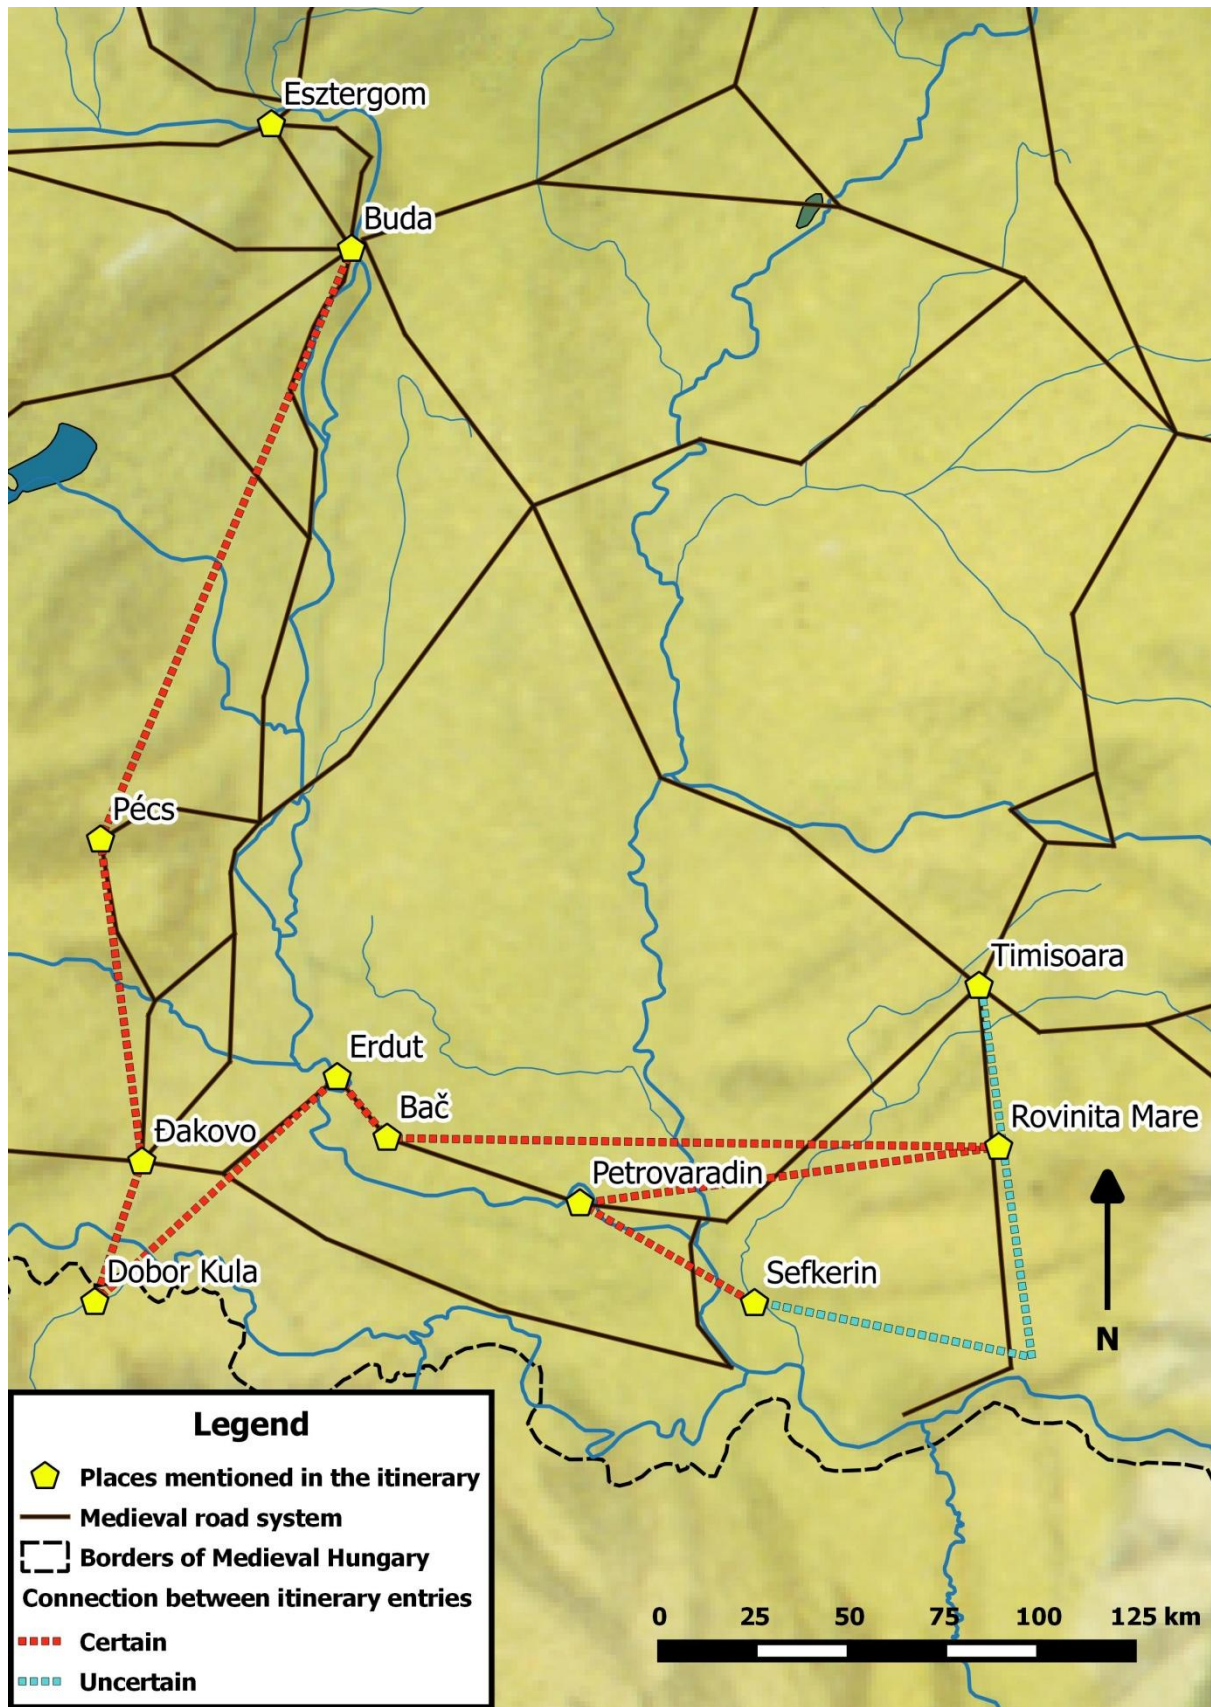 Esztergom
Buda
Pécs
Timisoara
Erdut
Bač
Rovinita Mare
Đakovo
Petrovaradin
Dobor Kula
Sefkerin
N
Legend
Places mentioned in the itinerary
Medieval road system
Borders of Medieval Hungary
Connection between itinerary entries
Certain
Uncertain
0 25 50 75 100 125 km